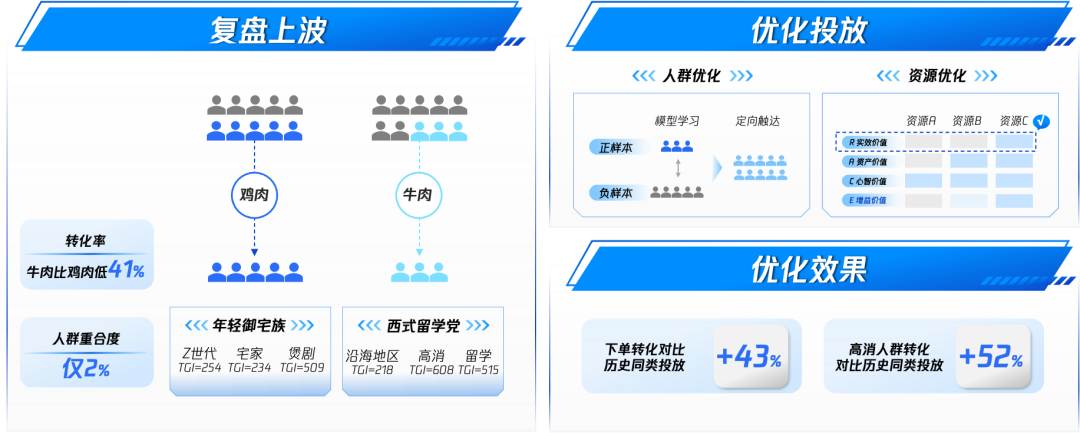 复盘上波
鸡肉
牛肉
转化率
牛肉比鸡肉低41%
人群重合度
仅2%
年轻御宅族
Z世代 宅家 煲剧
TGI=254 TGI=234 TGI=509
西式留学党
沿海地区 高消 留学
TGI=218 TGI=608 TGI=515
优化投放
人群优化
模型学习 定向触达
正样本
负样本
资源优化
资源A 资源B 资源C
R 实效价值
A 资产价值
C 心智价值
E 增益价值
优化效果
下单转化对比
历史同类投放
+43%
高消人群转化
对比历史同类投放
+52%